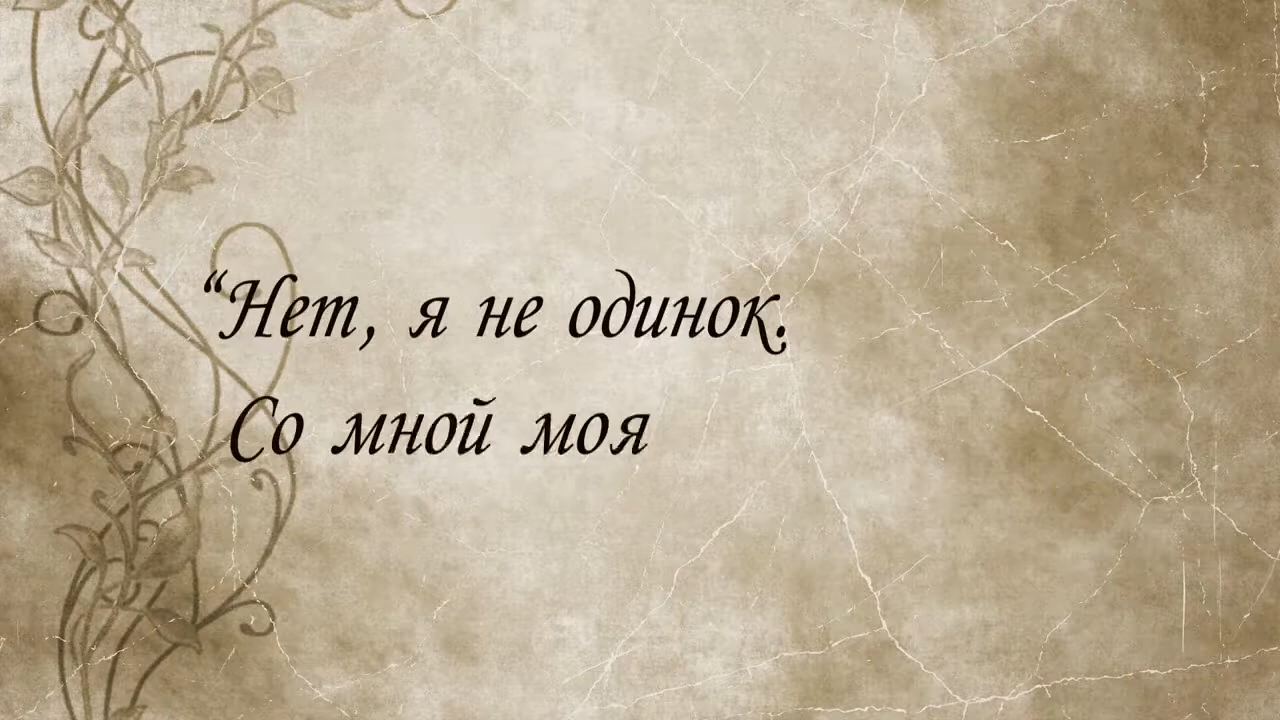 “Нет, я не одинок.
Со мной моя